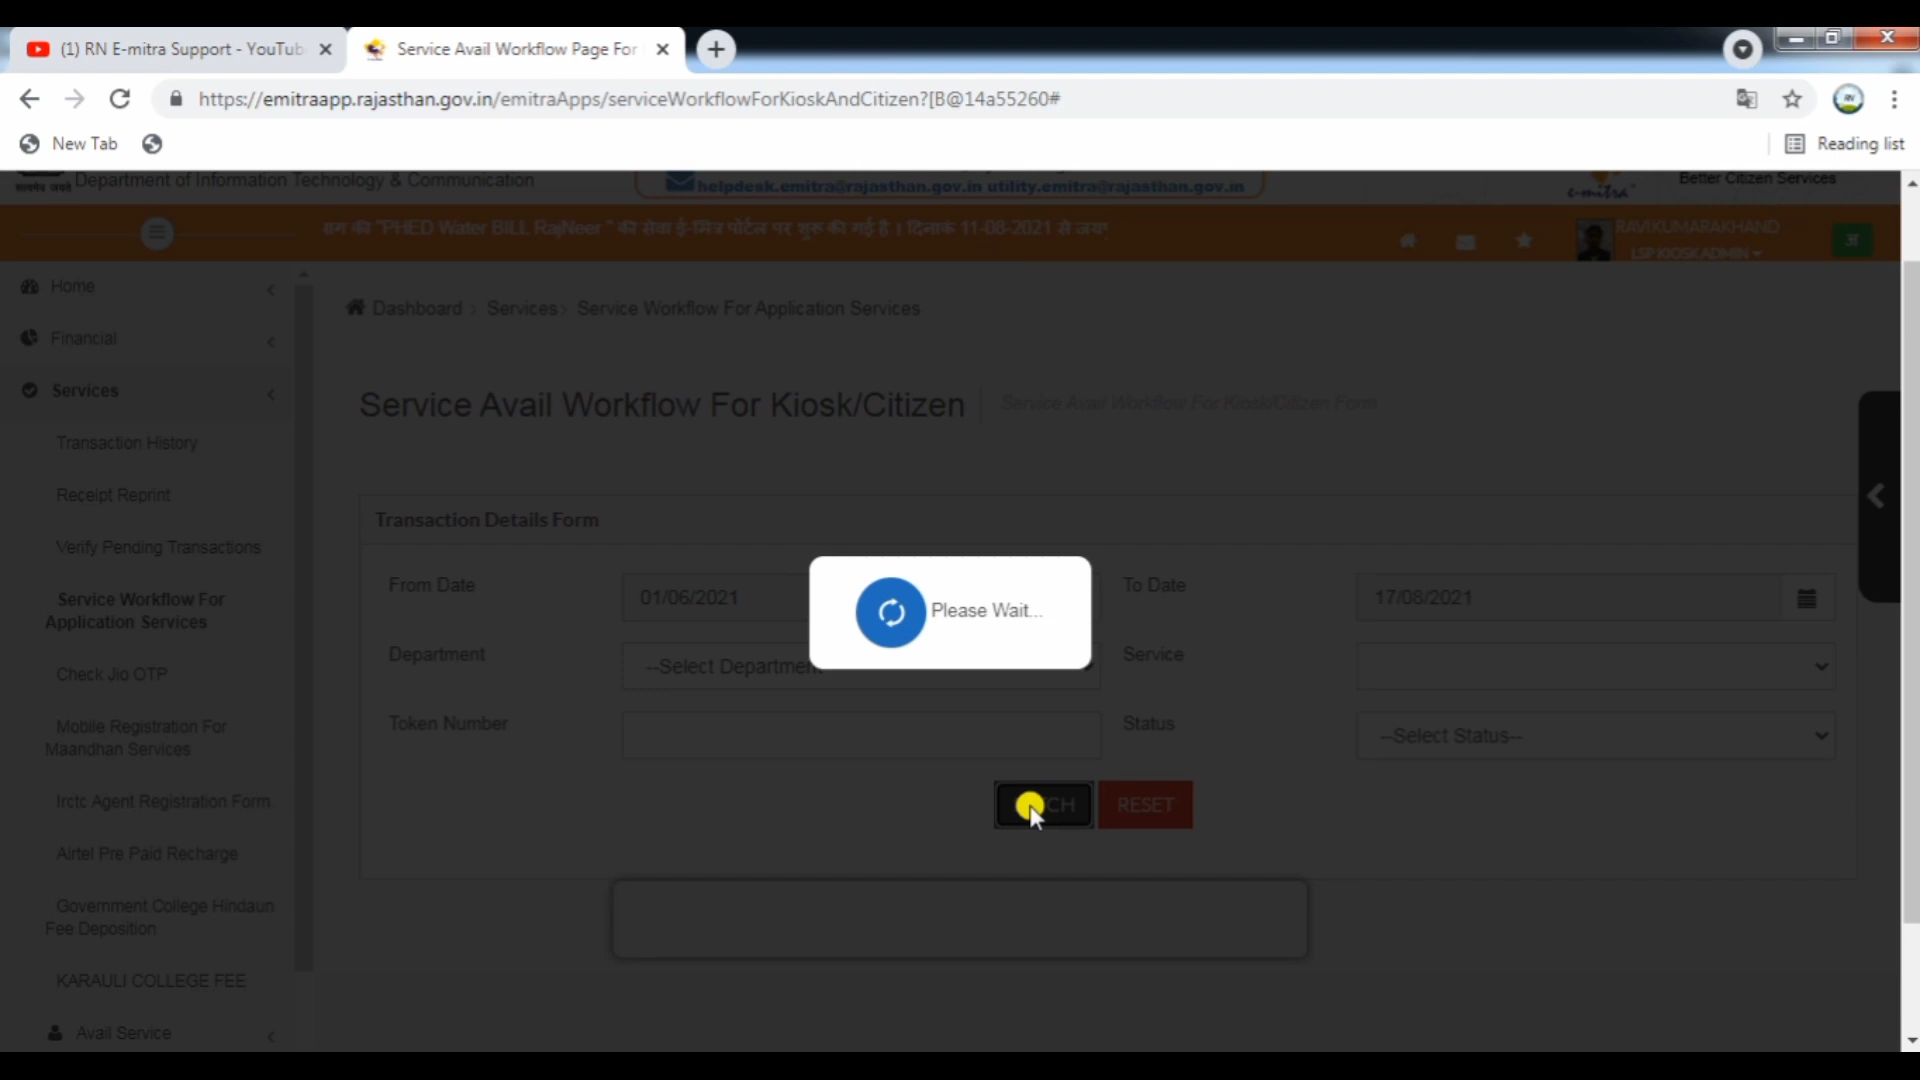 (1) RN E-mitra Support - YouTub
Service Avail Workflow Page For
https://emitraapp.rajasthan.gov.in/emitraApps/serviceWorkflowForKioskAndCitizen?[B@14a55260#
New Tab
Reading list
सत्यमेव जयते Department of Information Technology & Communication
helpdesk.emitra@rajasthan.gov.in utility.emitra@rajasthan.gov.in
e-mitra
Better Citizen Services
की "PHED Water BILL RajNeer " की सेवा ई-मित्र पोर्टल पर शुरू की गई है । दिनांक 11-08-2021 से
RAVIKUMARAKHAND
LSP KIOSK ADMIN
अ
Home
Financial
Services
Transaction History
Receipt Reprint
Verify Pending Transactions
Service Workflow For
Application Services
Check Jio OTP
Mobile Registration For
Maandhan Services
Irctc Agent Registration Form
Airtel Pre Paid Recharge
Government College Hindaun
Fee Deposition
KARAULI COLLEGE FEE
Avail Service
Dashboard > Services > Service Workflow For Application Services
Service Avail Workflow For Kiosk/Citizen
Service Avail Workflow For Kiosk/Citizen Form
Transaction Details Form
From Date
01/06/2021
To Date
17/08/2021
Please Wait...
Department
--Select Department
Service
Token Number
Status
--Select Status--
CH
RESET